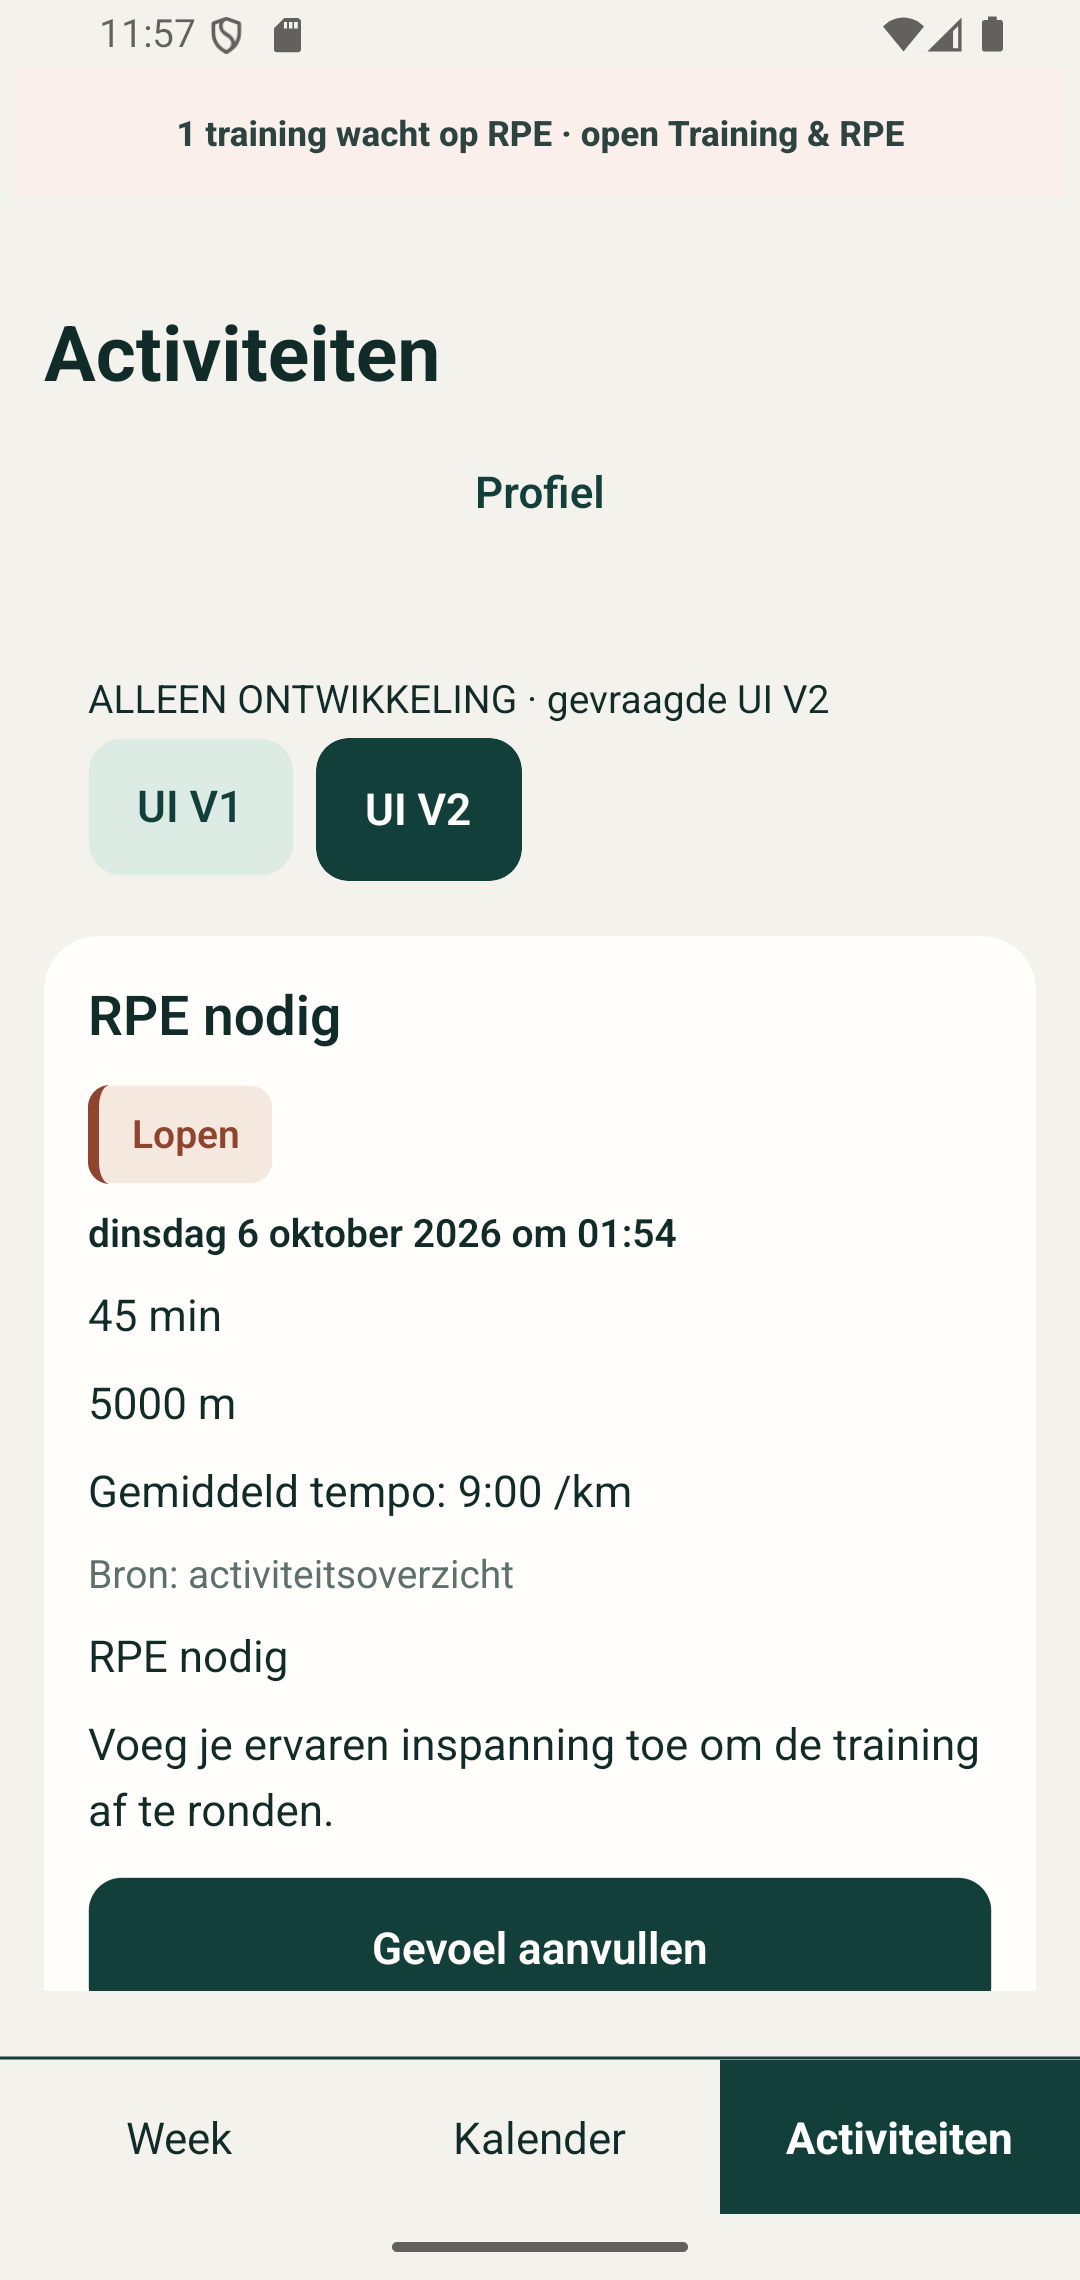 11:57
1 training wacht op RPE · open Training & RPE
Activiteiten
Profiel
ALLEEN ONTWIKKELING · gevraagde UI V2
UI V1
UI V2
RPE nodig
Lopen
dinsdag 6 oktober 2026 om 01:54
45 min
5000 m
Gemiddeld tempo: 9:00 /km
Bron: activiteitsoverzicht
RPE nodig
Voeg je ervaren inspanning toe om de training
af te ronden.
Gevoel aanvullen
Week
Kalender
Activiteiten